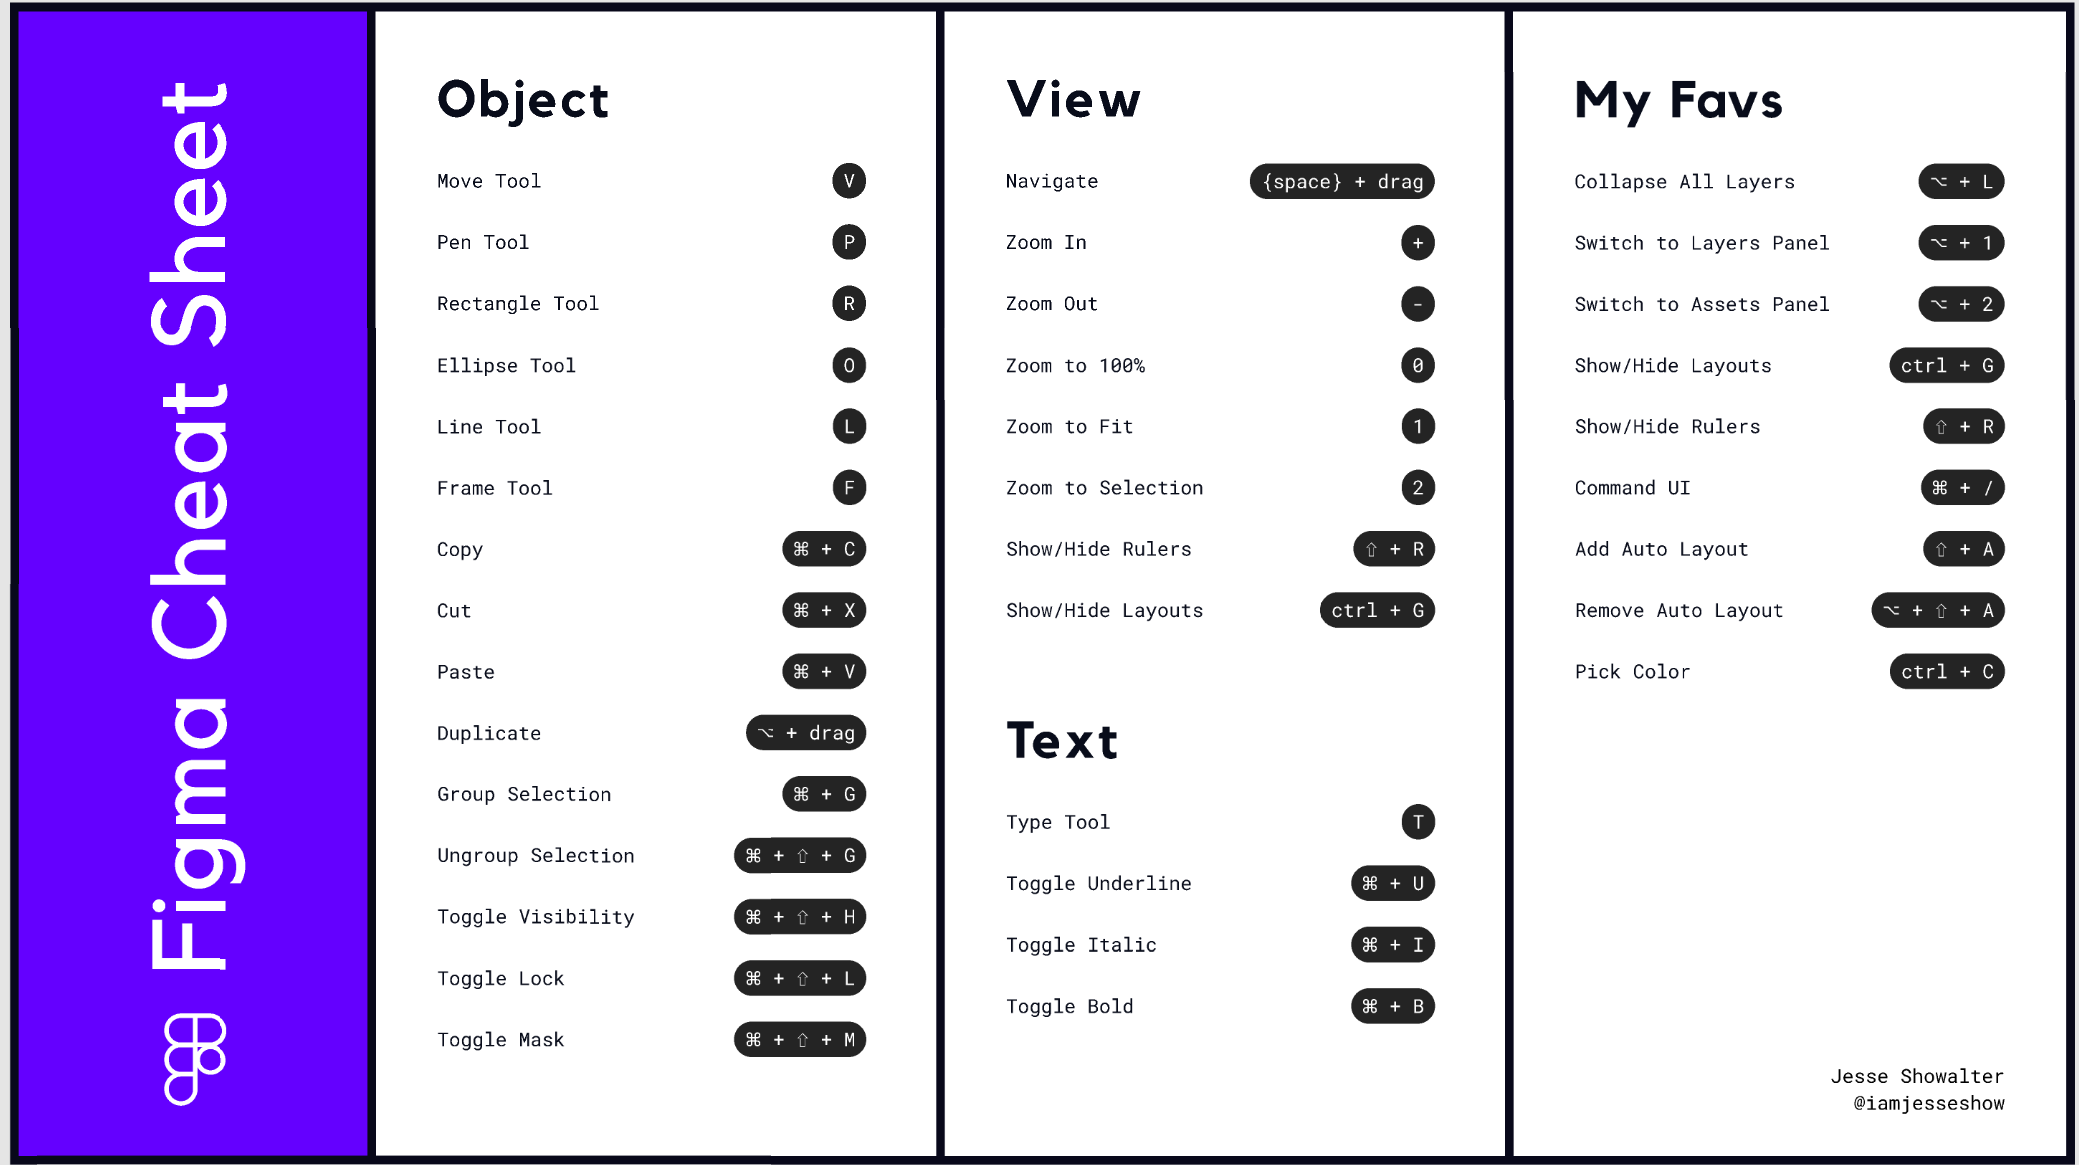 Figma Cheat Sheet
Object
Move Tool V
Pen Tool P
Rectangle Tool R
Ellipse Tool O
Line Tool L
Frame Tool F
Copy ⌘ + C
Cut ⌘ + X
Paste ⌘ + V
Duplicate ⌥ + drag
Group Selection ⌘ + G
Ungroup Selection ⌘ + ⇧ + G
Toggle Visibility ⌘ + ⇧ + H
Toggle Lock ⌘ + ⇧ + L
Toggle Mask ⌘ + ⇧ + M
View
Navigate {space} + drag
Zoom In +
Zoom Out -
Zoom to 100% 0
Zoom to Fit 1
Zoom to Selection 2
Show/Hide Rulers ⇧ + R
Show/Hide Layouts ctrl + G
Text
Type Tool T
Toggle Underline ⌘ + U
Toggle Italic ⌘ + I
Toggle Bold ⌘ + B
My Favs
Collapse All Layers ⌥ + L
Switch to Layers Panel ⌥ + 1
Switch to Assets Panel ⌥ + 2
Show/Hide Layouts ctrl + G
Show/Hide Rulers ⇧ + R
Command UI ⌘ + /
Add Auto Layout ⇧ + A
Remove Auto Layout ⌥ + ⇧ + A
Pick Color ctrl + C
Jesse Showalter
@iamjesseshow